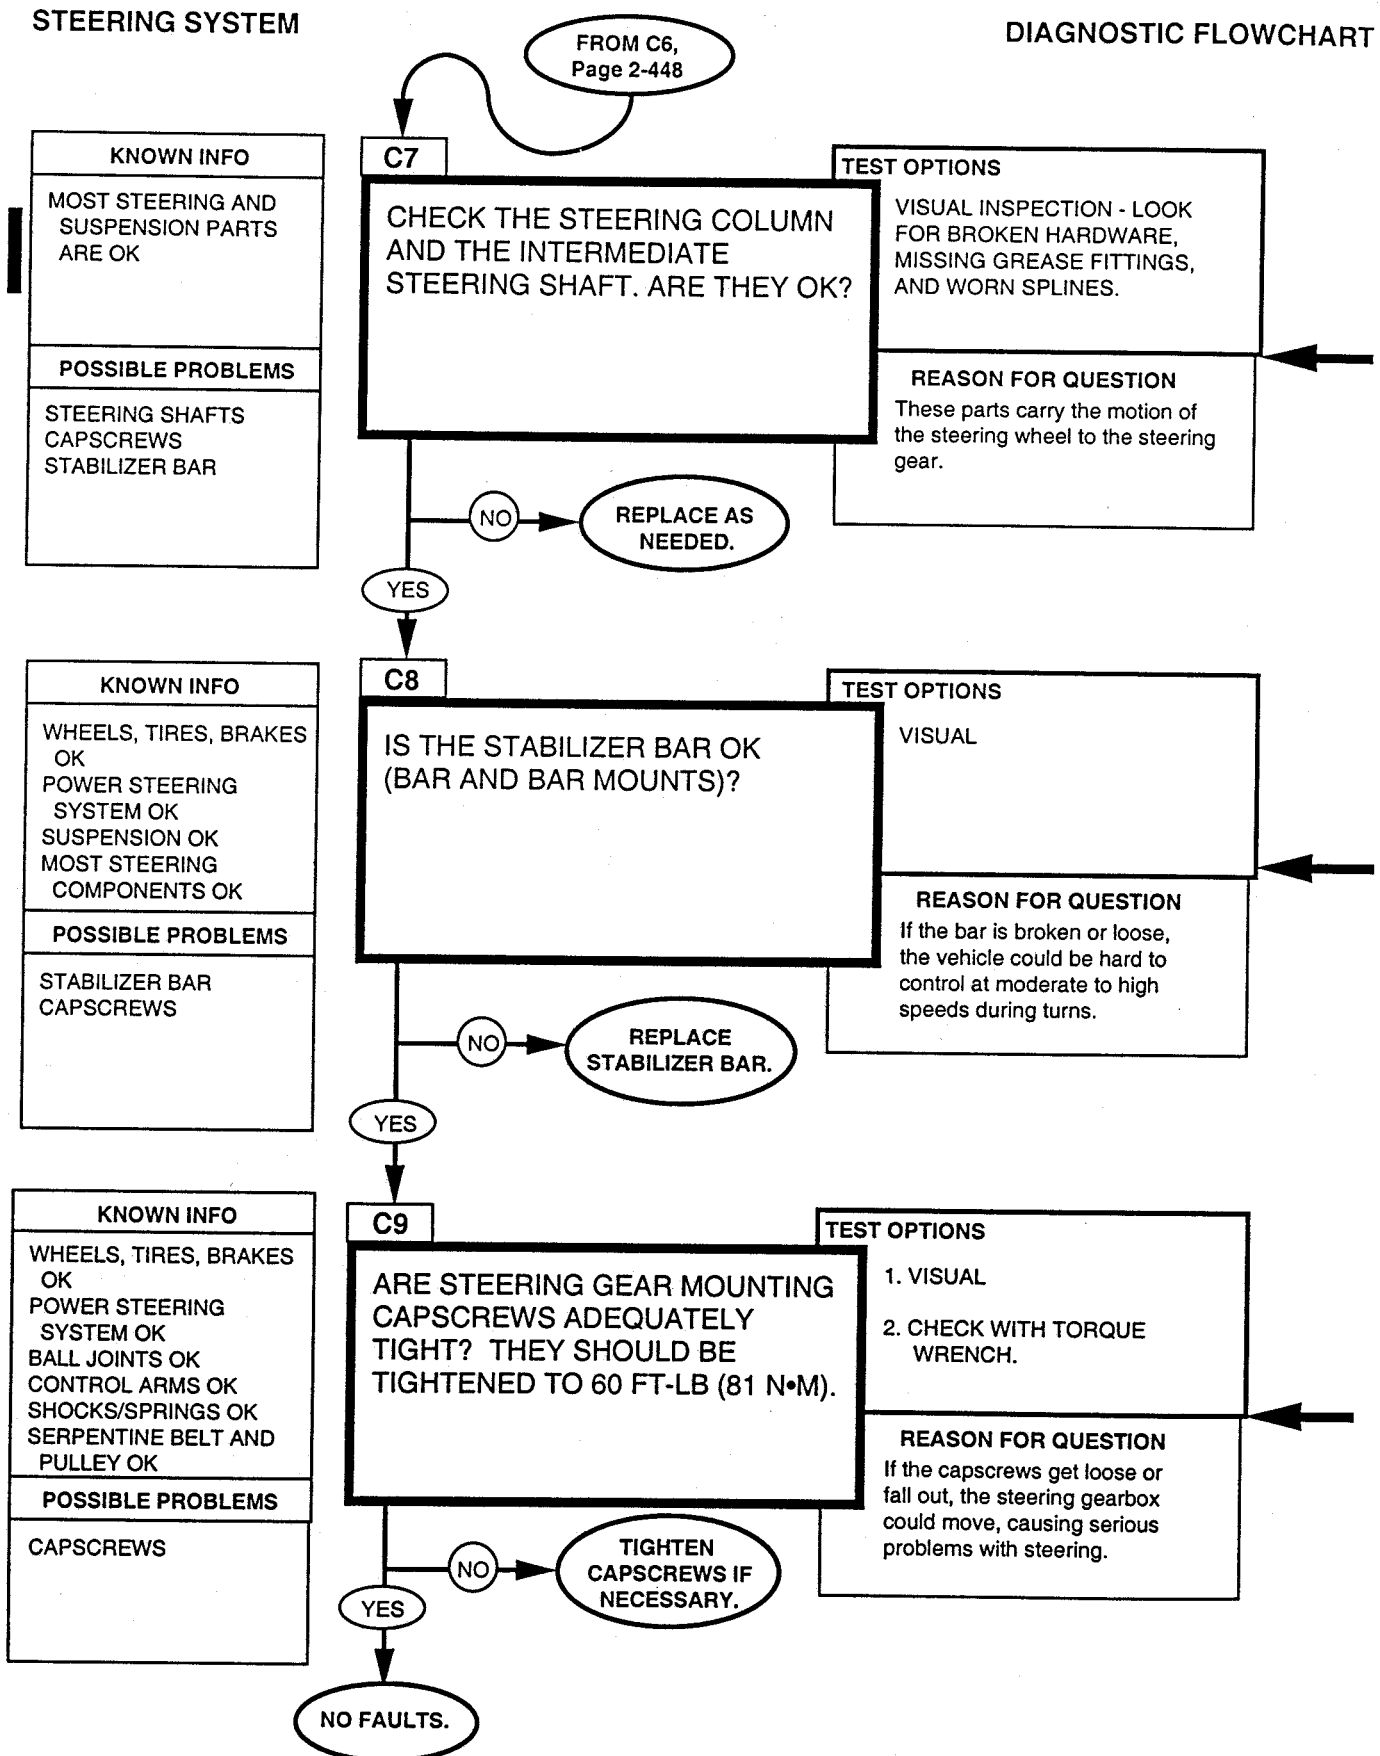 STEERING SYSTEM
DIAGNOSTIC FLOWCHART
FROM C6,
Page 2-448
KNOWN INFO
MOST STEERING AND
SUSPENSION PARTS
ARE OK
POSSIBLE PROBLEMS
STEERING SHAFTS
CAPSCREWS
STABILIZER BAR
C7
CHECK THE STEERING COLUMN
AND THE INTERMEDIATE
STEERING SHAFT. ARE THEY OK?
TEST OPTIONS
VISUAL INSPECTION - LOOK
FOR BROKEN HARDWARE,
MISSING GREASE FITTINGS,
AND WORN SPLINES.
REASON FOR QUESTION
These parts carry the motion of
the steering wheel to the steering
gear.
NO
REPLACE AS
NEEDED.
YES
KNOWN INFO
WHEELS, TIRES, BRAKES
OK
POWER STEERING
SYSTEM OK
SUSPENSION OK
MOST STEERING
COMPONENTS OK
POSSIBLE PROBLEMS
STABILIZER BAR
CAPSCREWS
C8
IS THE STABILIZER BAR OK
(BAR AND BAR MOUNTS)?
TEST OPTIONS
VISUAL
REASON FOR QUESTION
If the bar is broken or loose,
the vehicle could be hard to
control at moderate to high
speeds during turns.
NO
REPLACE
STABILIZER BAR.
YES
KNOWN INFO
WHEELS, TIRES, BRAKES
OK
POWER STEERING
SYSTEM OK
BALL JOINTS OK
CONTROL ARMS OK
SHOCKS/SPRINGS OK
SERPENTINE BELT AND
PULLEY OK
POSSIBLE PROBLEMS
CAPSCREWS
C9
ARE STEERING GEAR MOUNTING
CAPSCREWS ADEQUATELY
TIGHT? THEY SHOULD BE
TIGHTENED TO 60 FT-LB (81 N•M).
TEST OPTIONS
1. VISUAL
2. CHECK WITH TORQUE
WRENCH.
REASON FOR QUESTION
If the capscrews get loose or
fall out, the steering gearbox
could move, causing serious
problems with steering.
NO
TIGHTEN
CAPSCREWS IF
NECESSARY.
YES
NO FAULTS.